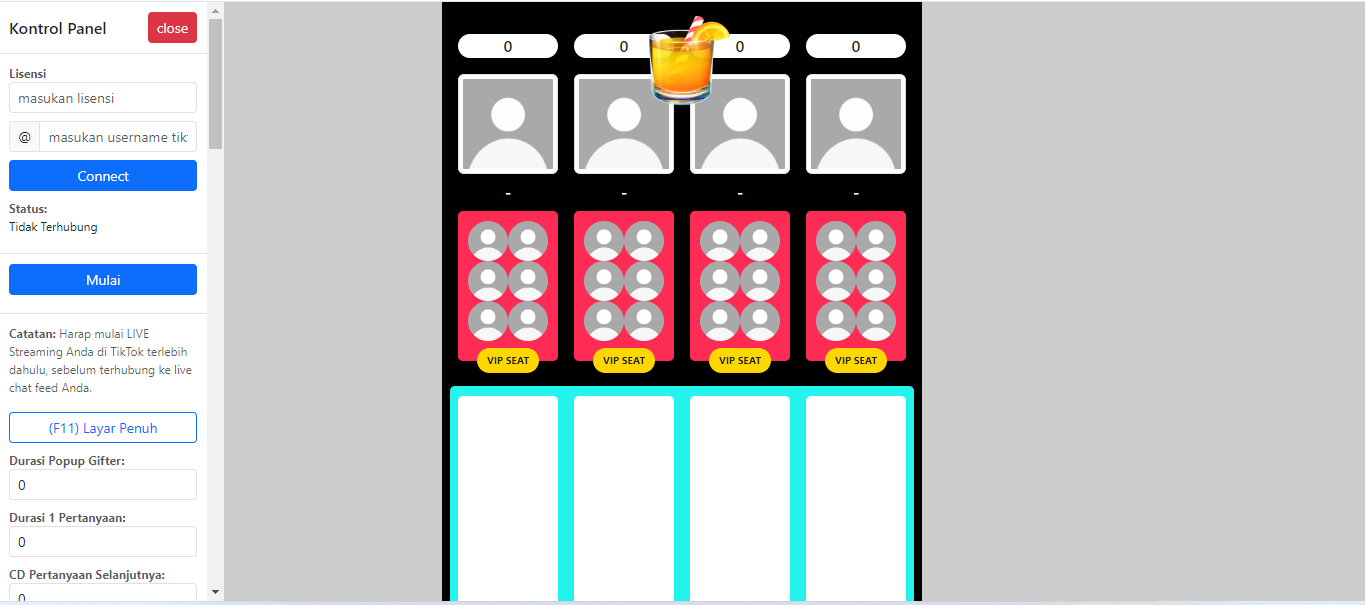 Kontrol Panel
close
Lisensi
masukan lisensi
@
masukan username tik
Connect
Status:
Tidak Terhubung
Mulai
Catatan: Harap mulai LIVE
Streaming Anda di TikTok terlebih
dahulu, sebelum terhubung ke live
chat feed Anda.
(F11) Layar Penuh
Durasi Popup Gifter:
0
Durasi 1 Pertanyaan:
0
CD Pertanyaan Selanjutnya:
0
0 0 0 0
- - - -
VIP SEAT VIP SEAT VIP SEAT VIP SEAT